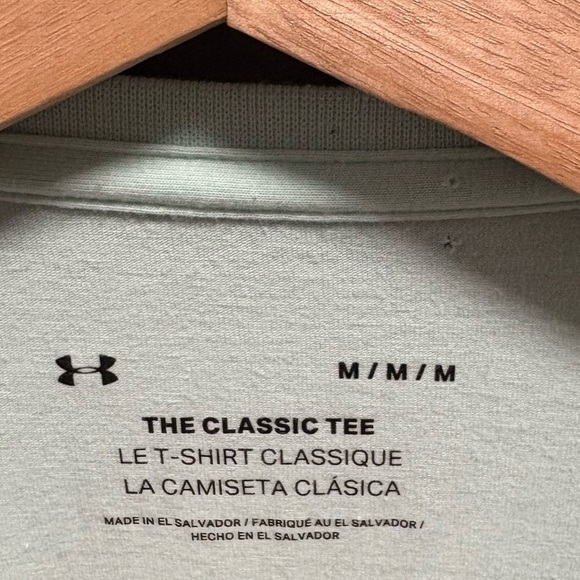 M / M / M
THE CLASSIC TEE
LE T-SHIRT CLASSIQUE
LA CAMISETA CLÁSICA
MADE IN EL SALVADOR / FABRIQUÉ AU EL SALVADOR /
HECHO EN EL SALVADOR